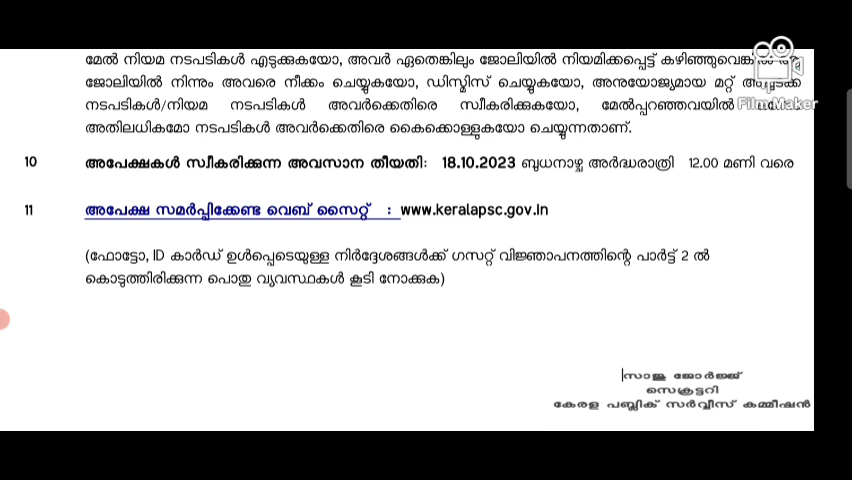 മേൽ നിയമ നടപടികൾ എടുക്കുകയോ, അവർ ഏതെങ്കിലും ജോലിയിൽ നിയമിക്കപ്പെട്ട് കഴിഞ്ഞുവെങ്കിൽ ആ
ജോലിയിൽ നിന്നും അവരെ നീക്കം ചെയ്യുകയോ, ഡിസ്മിസ് ചെയ്യുകയോ, അനുയോജ്യമായ മറ്റ്
നടപടികൾ/നിയമ നടപടികൾ അവർക്കെതിരെ സ്വീകരിക്കുകയോ, മേൽപ്പറഞ്ഞവയിൽ
FilmMaker
അതിലധികമോ നടപടികൾ അവർക്കെതിരെ കൈക്കൊള്ളുകയോ ചെയ്യുന്നതാണ്.
10 അപേക്ഷകൾ സ്വീകരിക്കുന്ന അവസാന തീയതി: 18.10.2023 ബുധനാഴ്ച അർദ്ധരാത്രി 12.00 മണി വരെ
11 അപേക്ഷ സമർപ്പിക്കേണ്ട വെബ് സൈറ്റ് : www.keralapsc.gov.in
(ഫോട്ടോ, ID കാർഡ് ഉൾപ്പെടെയുള്ള നിർദ്ദേശങ്ങൾക്ക് ഗസറ്റ് വിജ്ഞാപനത്തിന്റെ പാർട്ട് 2 ൽ
കൊടുത്തിരിക്കുന്ന പൊതു വ്യവസ്ഥകൾ കൂടി നോക്കുക)
സാജു ജോർജ്ജ്
സെക്രട്ടറി
കേരള പബ്ലിക് സർവ്വീസ് കമ്മീഷൻ